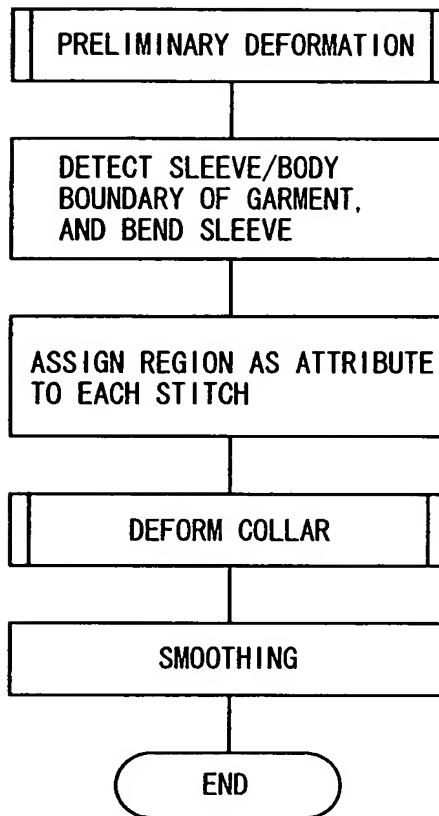 PRELIMINARY DEFORMATION
DETECT SLEEVE/BODY
BOUNDARY OF GARMENT,
AND BEND SLEEVE
ASSIGN REGION AS ATTRIBUTE
TO EACH STITCH
DEFORM COLLAR
SMOOTHING
END